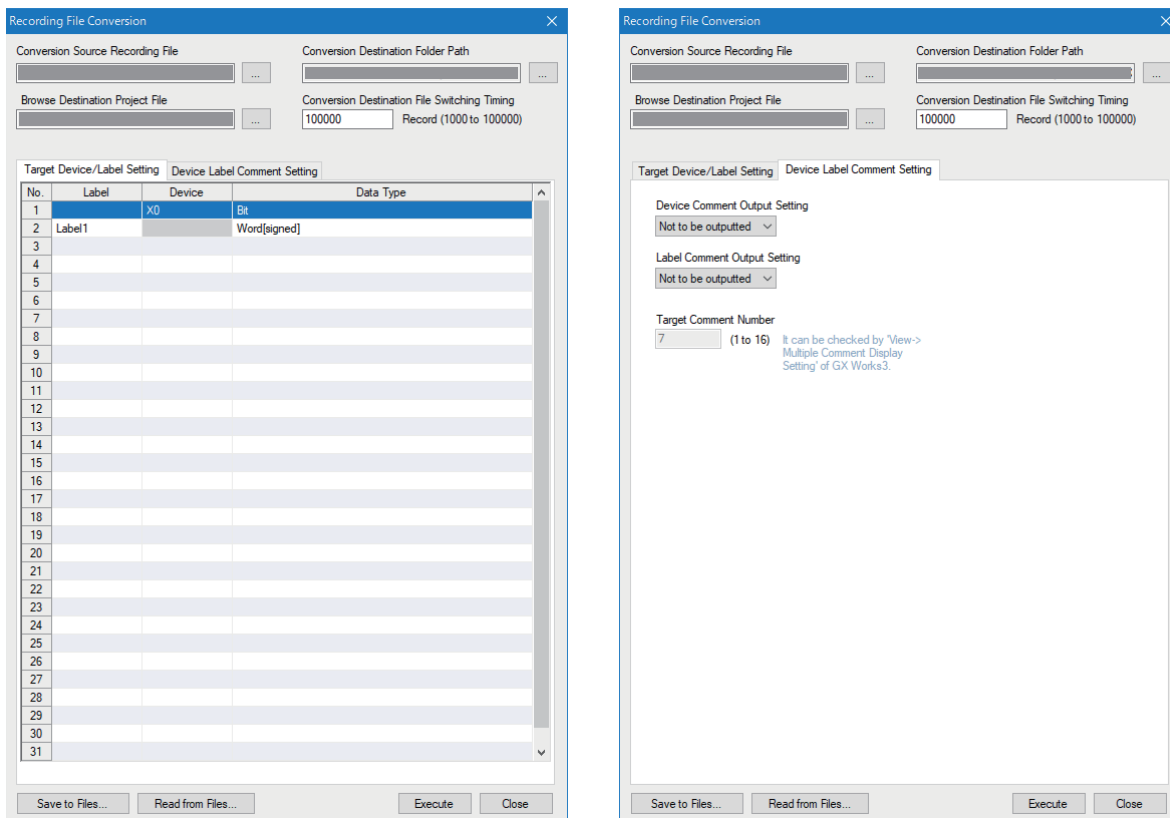 Recording File Conversion
Conversion Source Recording File
Conversion Destination Folder Path
...
...
Browse Destination Project File
Conversion Destination File Switching Timing
...
100000
Record (1000 to 100000)
Target Device/Label Setting
Device Label Comment Setting
No. Label Device Data Type
1 X0 Bit
2 Label1 Word[signed]
3
4
5
6
7
8
9
10
11
12
13
14
15
16
17
18
19
20
21
22
23
24
25
26
27
28
29
30
31
Save to Files...
Read from Files...
Execute
Close
Recording File Conversion
Conversion Source Recording File
Conversion Destination Folder Path
...
...
Browse Destination Project File
Conversion Destination File Switching Timing
...
100000
Record (1000 to 100000)
Target Device/Label Setting
Device Label Comment Setting
Device Comment Output Setting
Not to be outputted
Label Comment Output Setting
Not to be outputted
Target Comment Number
7
(1 to 16)
It can be checked by 'View->
Multiple Comment Display
Setting' of GX Works3.
Save to Files...
Read from Files...
Execute
Close